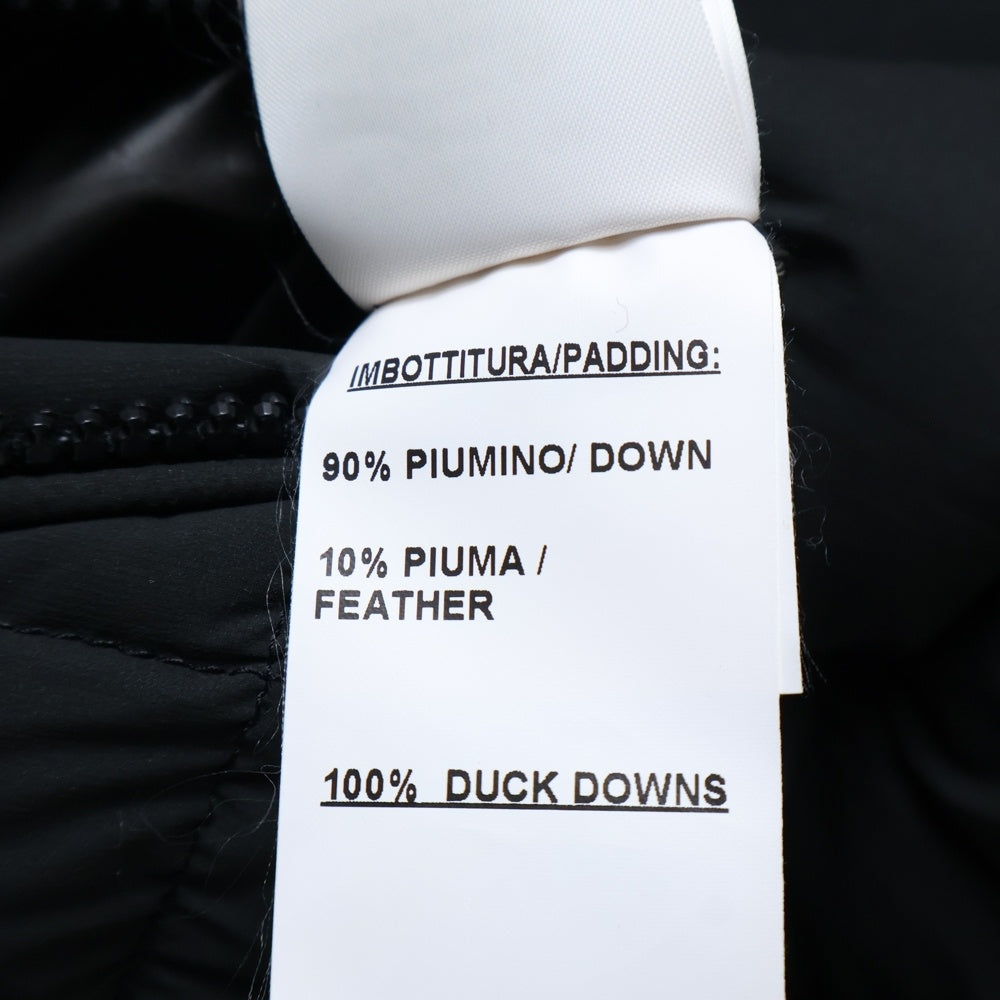 IMBOTTITURA/PADDING:
90% PIUMINO/ DOWN
10% PIUMA /
FEATHER
100% DUCK DOWNS